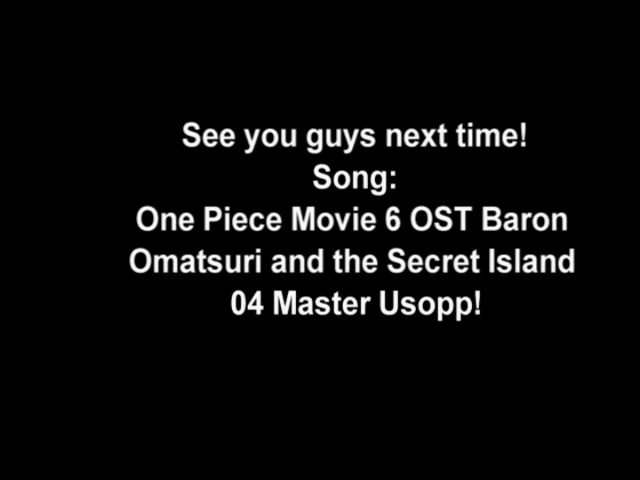 See you guys next time!
Song:
One Piece Movie 6 OST Baron
Omatsuri and the Secret Island
04 Master Usopp!